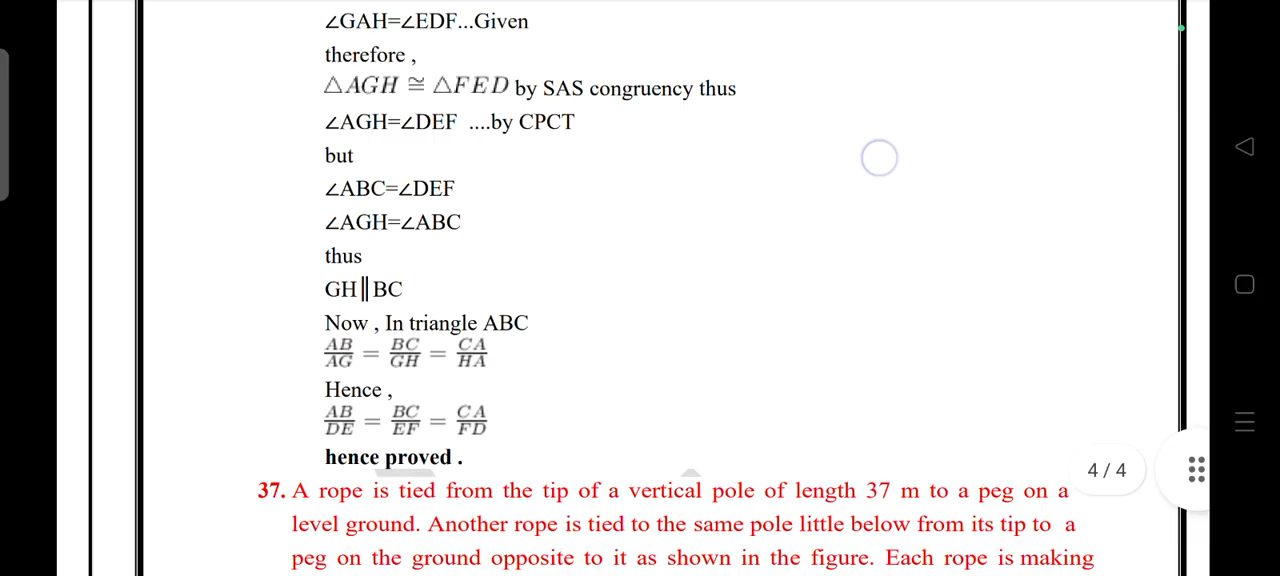 ∠GAH=∠EDF...Given
therefore ,
△AGH ≅ △FED by SAS congruency thus
∠AGH=∠DEF ....by CPCT
but
∠ABC=∠DEF
∠AGH=∠ABC
thus
GH∥BC
Now , In triangle ABC
AB/AG = BC/GH = CA/HA
Hence ,
AB/DE = BC/EF = CA/FD
hence proved .
4 / 4
37. A rope is tied from the tip of a vertical pole of length 37 m to a peg on a
level ground. Another rope is tied to the same pole little below from its tip to a
peg on the ground opposite to it as shown in the figure. Each rope is making